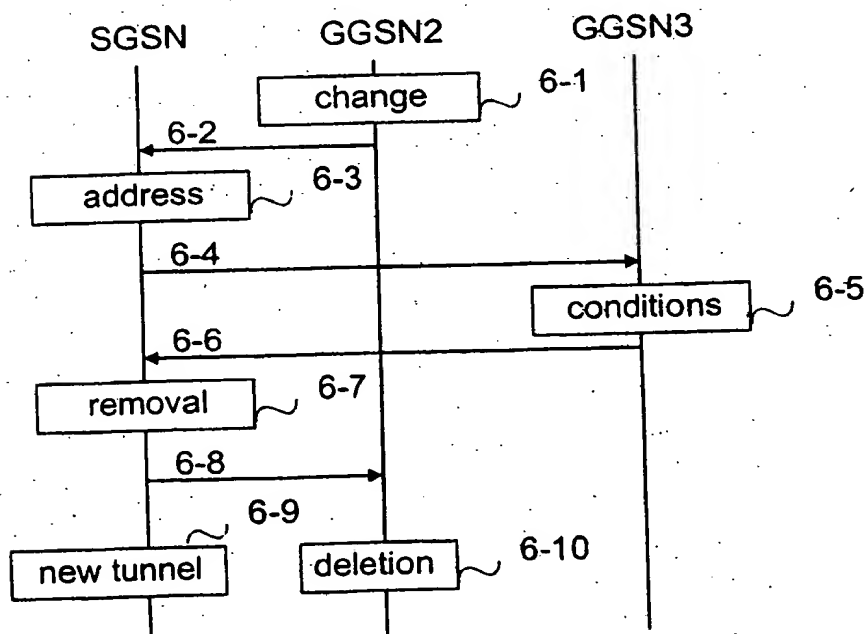 SGSN GGSN2 GGSN3
change 6-1
6-2
address 6-3
6-4
conditions 6-5
6-6
removal 6-7
6-8
6-9
new tunnel deletion 6-10